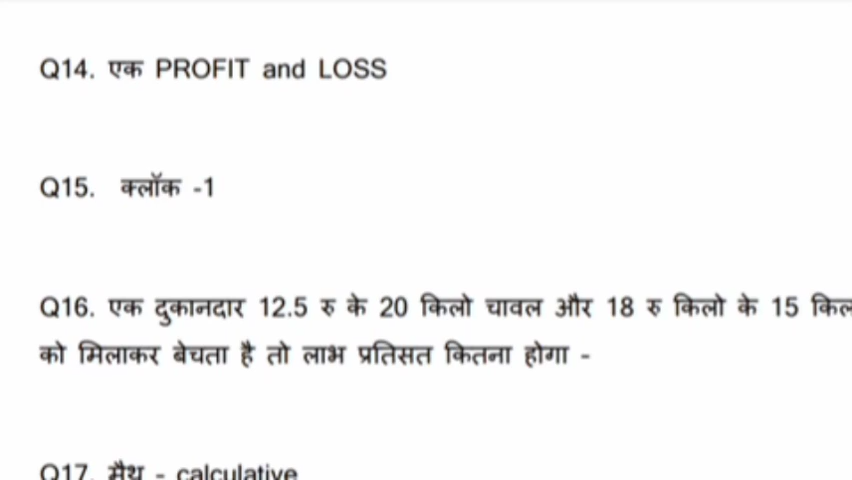 Q14. एक PROFIT and LOSS
Q15. क्लॉक -1
Q16. एक दुकानदार 12.5 रु के 20 किलो चावल और 18 रु किलो के 15
को मिलाकर बेचता है तो लाभ प्रतिसत कितना होगा -
Q17. मैथ - calculative